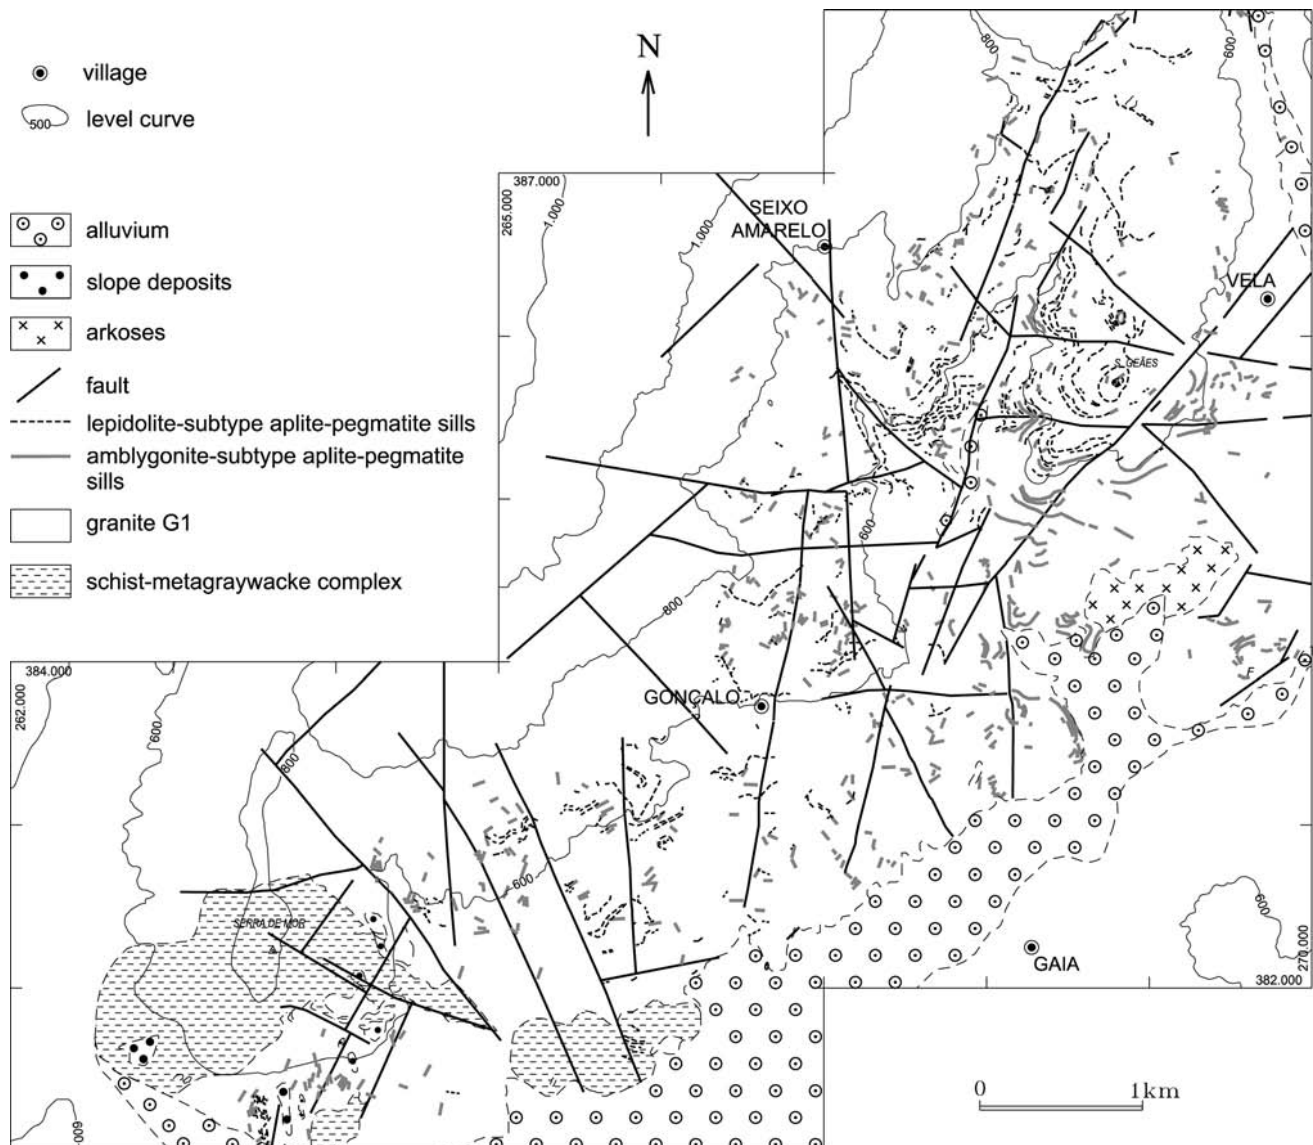 N
village
500
level curve
alluvium
slope deposits
arkoses
fault
lepidolite-subtype aplite-pegmatite sills
amblygonite-subtype aplite-pegmatite
sills
granite G1
schist-metagraywacke complex
800
600
387.000
265.000
1.000
1.000
SEIXO
AMARELO
VELA
S. GEÃES
600
800
384.000
262.000
600
800
GONÇALO
F
600
SERRA DE MOR
600
GAIA
270.000
382.000
600
0
1km